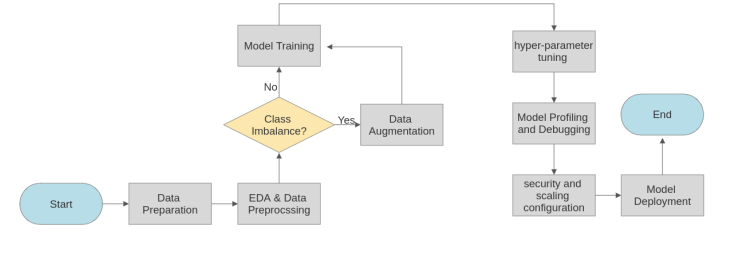 Model Training
hyper-parameter
tuning
No
Class
Imbalance?
Yes
Data
Augmentation
Model Profiling
and Debugging
End
Start
Data
Preparation
EDA & Data
Preprocssing
security and
scaling
configuration
Model
Deployment